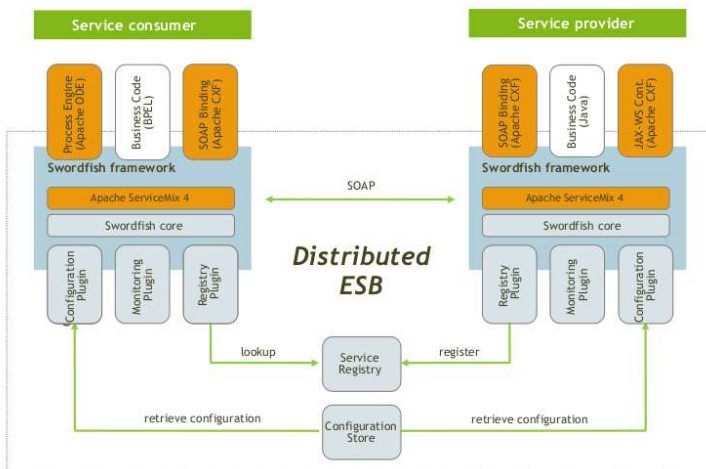 Service consumer
Service provider
Process Engine
(Apache ODE)
Business Code
(BPEL)
SOAP Binding
(Apache CXF)
SOAP Binding
(Apache CXF)
Business Code
(Java)
JAX-WS Cont.
(Apache CXF)
Swordfish framework
Swordfish framework
Apache ServiceMix 4
SOAP
Apache ServiceMix 4
Swordfish core
Swordfish core
Distributed
ESB
Configuration
Plugin
Monitoring
Plugin
Registry
Plugin
Registry
Plugin
Monitoring
Plugin
Configuration
Plugin
lookup
Service
Registry
register
retrieve configuration
Configuration
Store
retrieve configuration